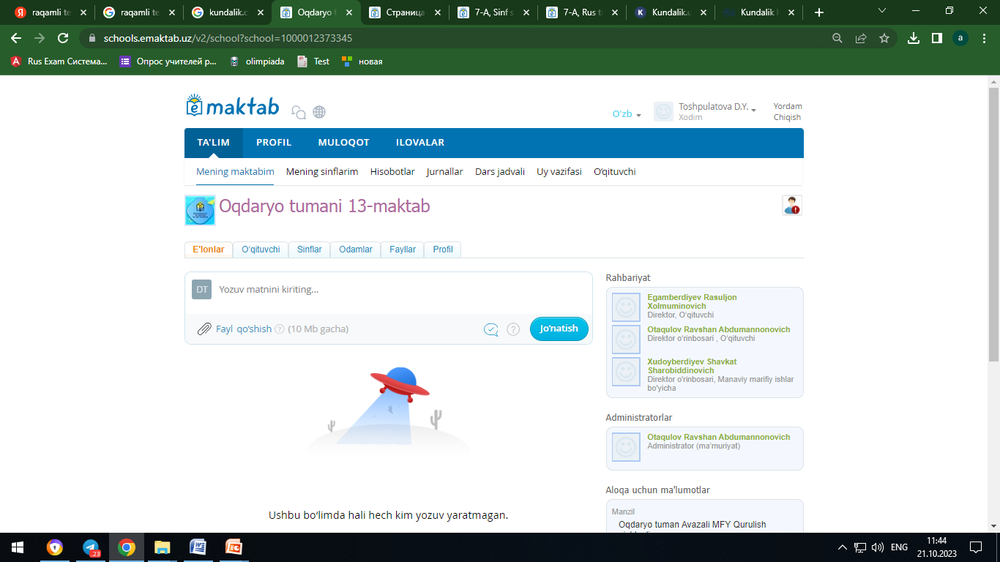 raqamli te
raqamli te
kundalik.c
Oqdaryo t
Страница
7-A, Sinf s
7-A, Rus t
Kundalik.u
Kundalik
schools.emaktab.uz/v2/school?school=1000012373345
a
Rus Exam Система...
Опрос учителей р...
olimpiada
Test
новая
emaktab
O'zb
Toshpulatova D.Y.
Xodim
Yordam
Chiqish
TA'LIM
PROFIL
MULOQOT
ILOVALAR
Mening maktabim
Mening sinflarim
Hisobotlar
Jurnallar
Dars jadvali
Uy vazifasi
O'qituvchi
Oqdaryo tumani 13-maktab
E'lonlar
O'qituvchi
Sinflar
Odamlar
Fayllar
Profil
DT
Yozuv matnini kiriting...
Fayl qo'shish ? (10 Mb gacha)
?
Jo'natish
Ushbu bo'limda hali hech kim yozuv yaratmagan.
Rahbariyat
Egamberdiyev Rasuljon
Xolmuminovich
Direktor, O'qituvchi
Otaqulov Ravshan Abdumannonovich
Direktor o'rinbosari , O'qituvchi
Xudoyberdiyev Shavkat
Sharobiddinovich
Direktor o'rinbosari, Manaviy marifiy ishlar
bo'yicha
Administratorlar
Otaqulov Ravshan Abdumannonovich
Administrator (ma'muriyat)
Aloqa uchun ma'lumotlar
Manzil
Oqdaryo tuman Avazali MFY Qurulish
23
ENG
11:44
21.10.2023